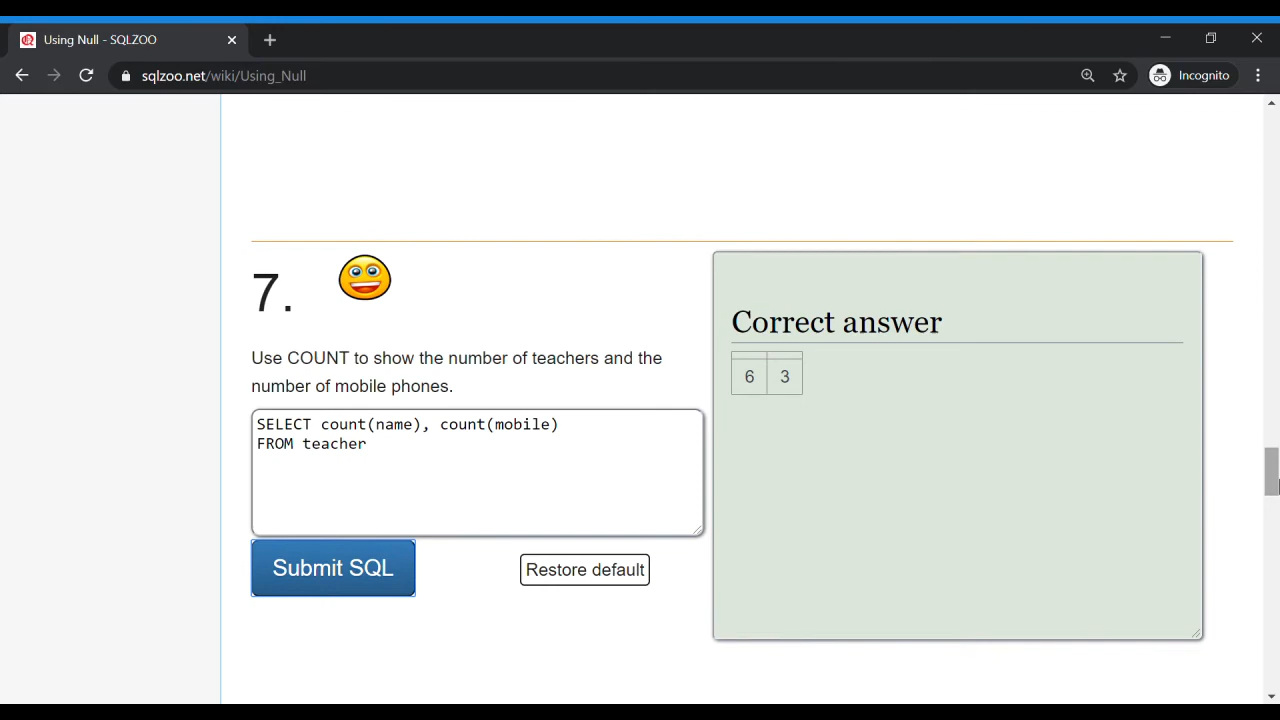 Using Null - SQLZOO
sqlzoo.net/wiki/Using_Null
Incognito
7.
Use COUNT to show the number of teachers and the
number of mobile phones.
SELECT count(name), count(mobile)
FROM teacher
Submit SQL
Restore default
Correct answer
6 3